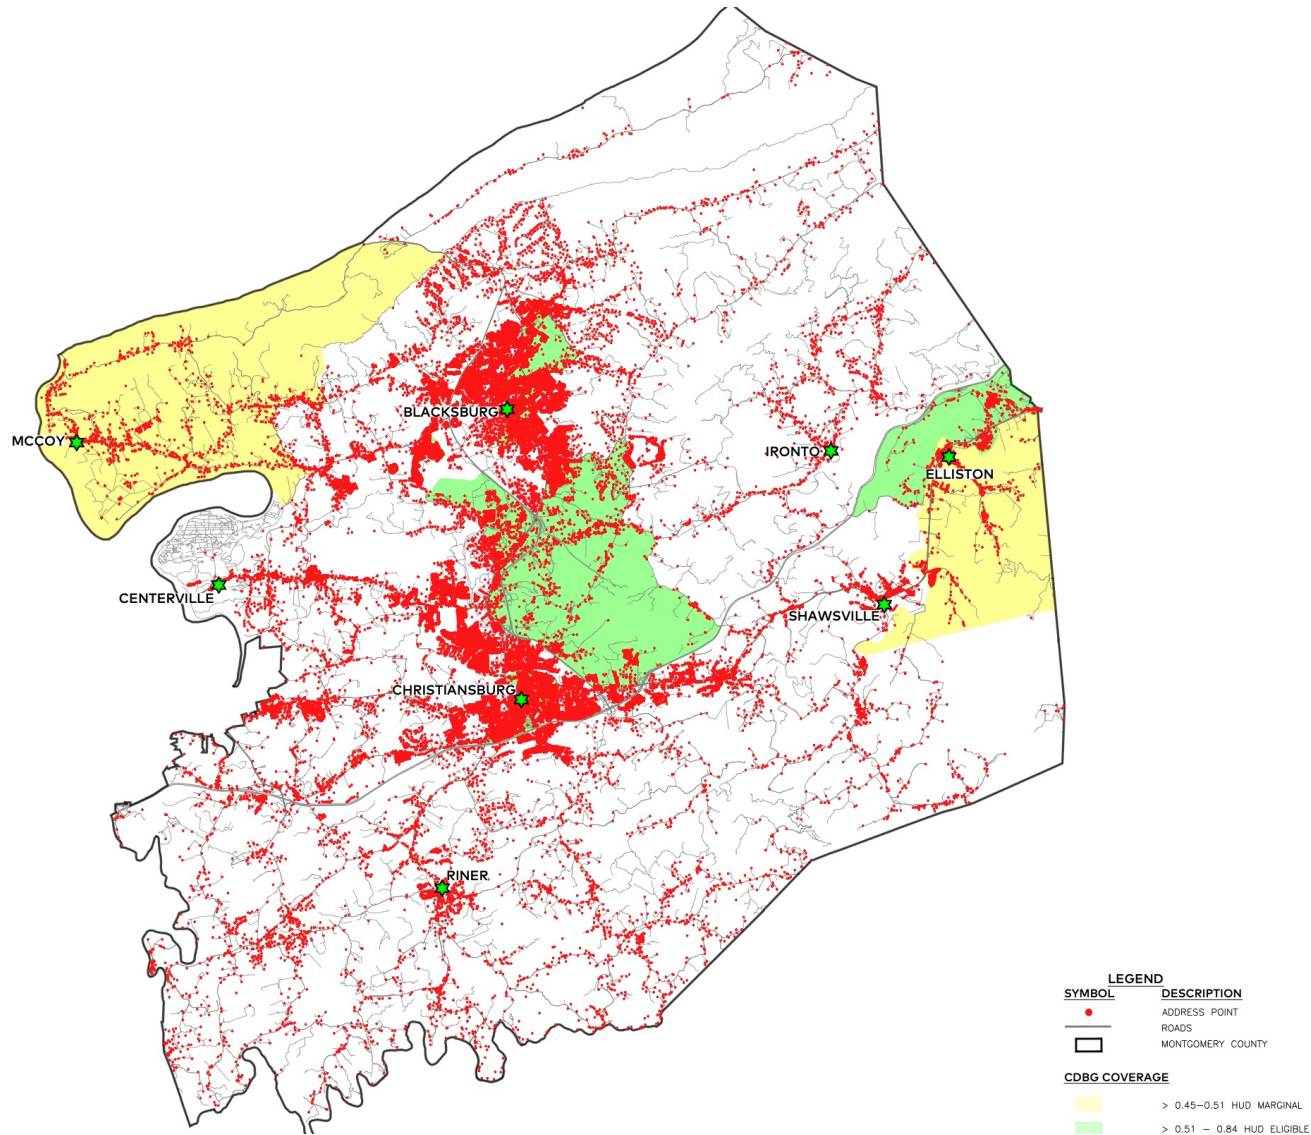 BLACKSBURG
MCCOY
IRONTO
ELLISTON
CENTERVILLE
SHAWSVILLE
CHRISTIANSBURG
RINER
LEGEND
SYMBOL DESCRIPTION
ADDRESS POINT
ROADS
MONTGOMERY COUNTY
CDBG COVERAGE
> 0.45-0.51 HUD MARGINAL
> 0.51 - 0.84 HUD ELIGIBLE